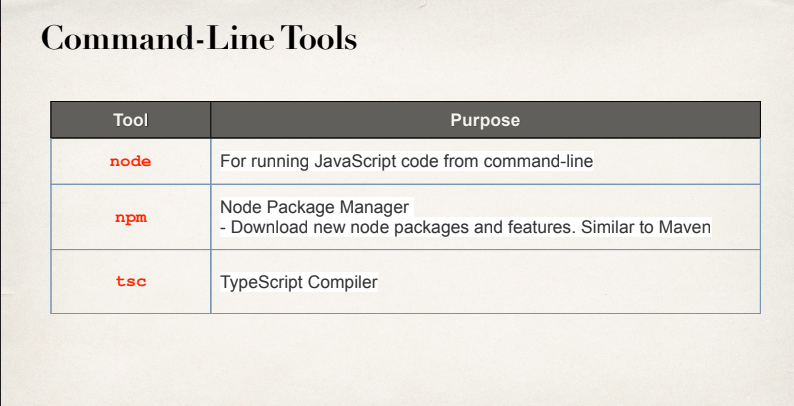 Command-Line Tools
Tool Purpose
node For running JavaScript code from command-line
npm Node Package Manager
- Download new node packages and features. Similar to Maven
tsc TypeScript Compiler